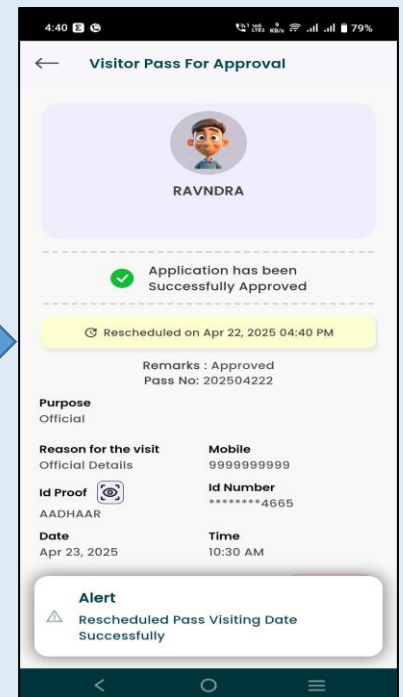 4:40 79%
Visitor Pass For Approval
RAVNDRA
Application has been
Successfully Approved
Rescheduled on Apr 22, 2025 04:40 PM
Remarks : Approved
Pass No: 202504222
Purpose
Official
Reason for the visit Mobile
Official Details 9999999999
Id Proof Id Number
AADHAAR ********4665
Date Time
Apr 23, 2025 10:30 AM
Alert
Rescheduled Pass Visiting Date
Successfully